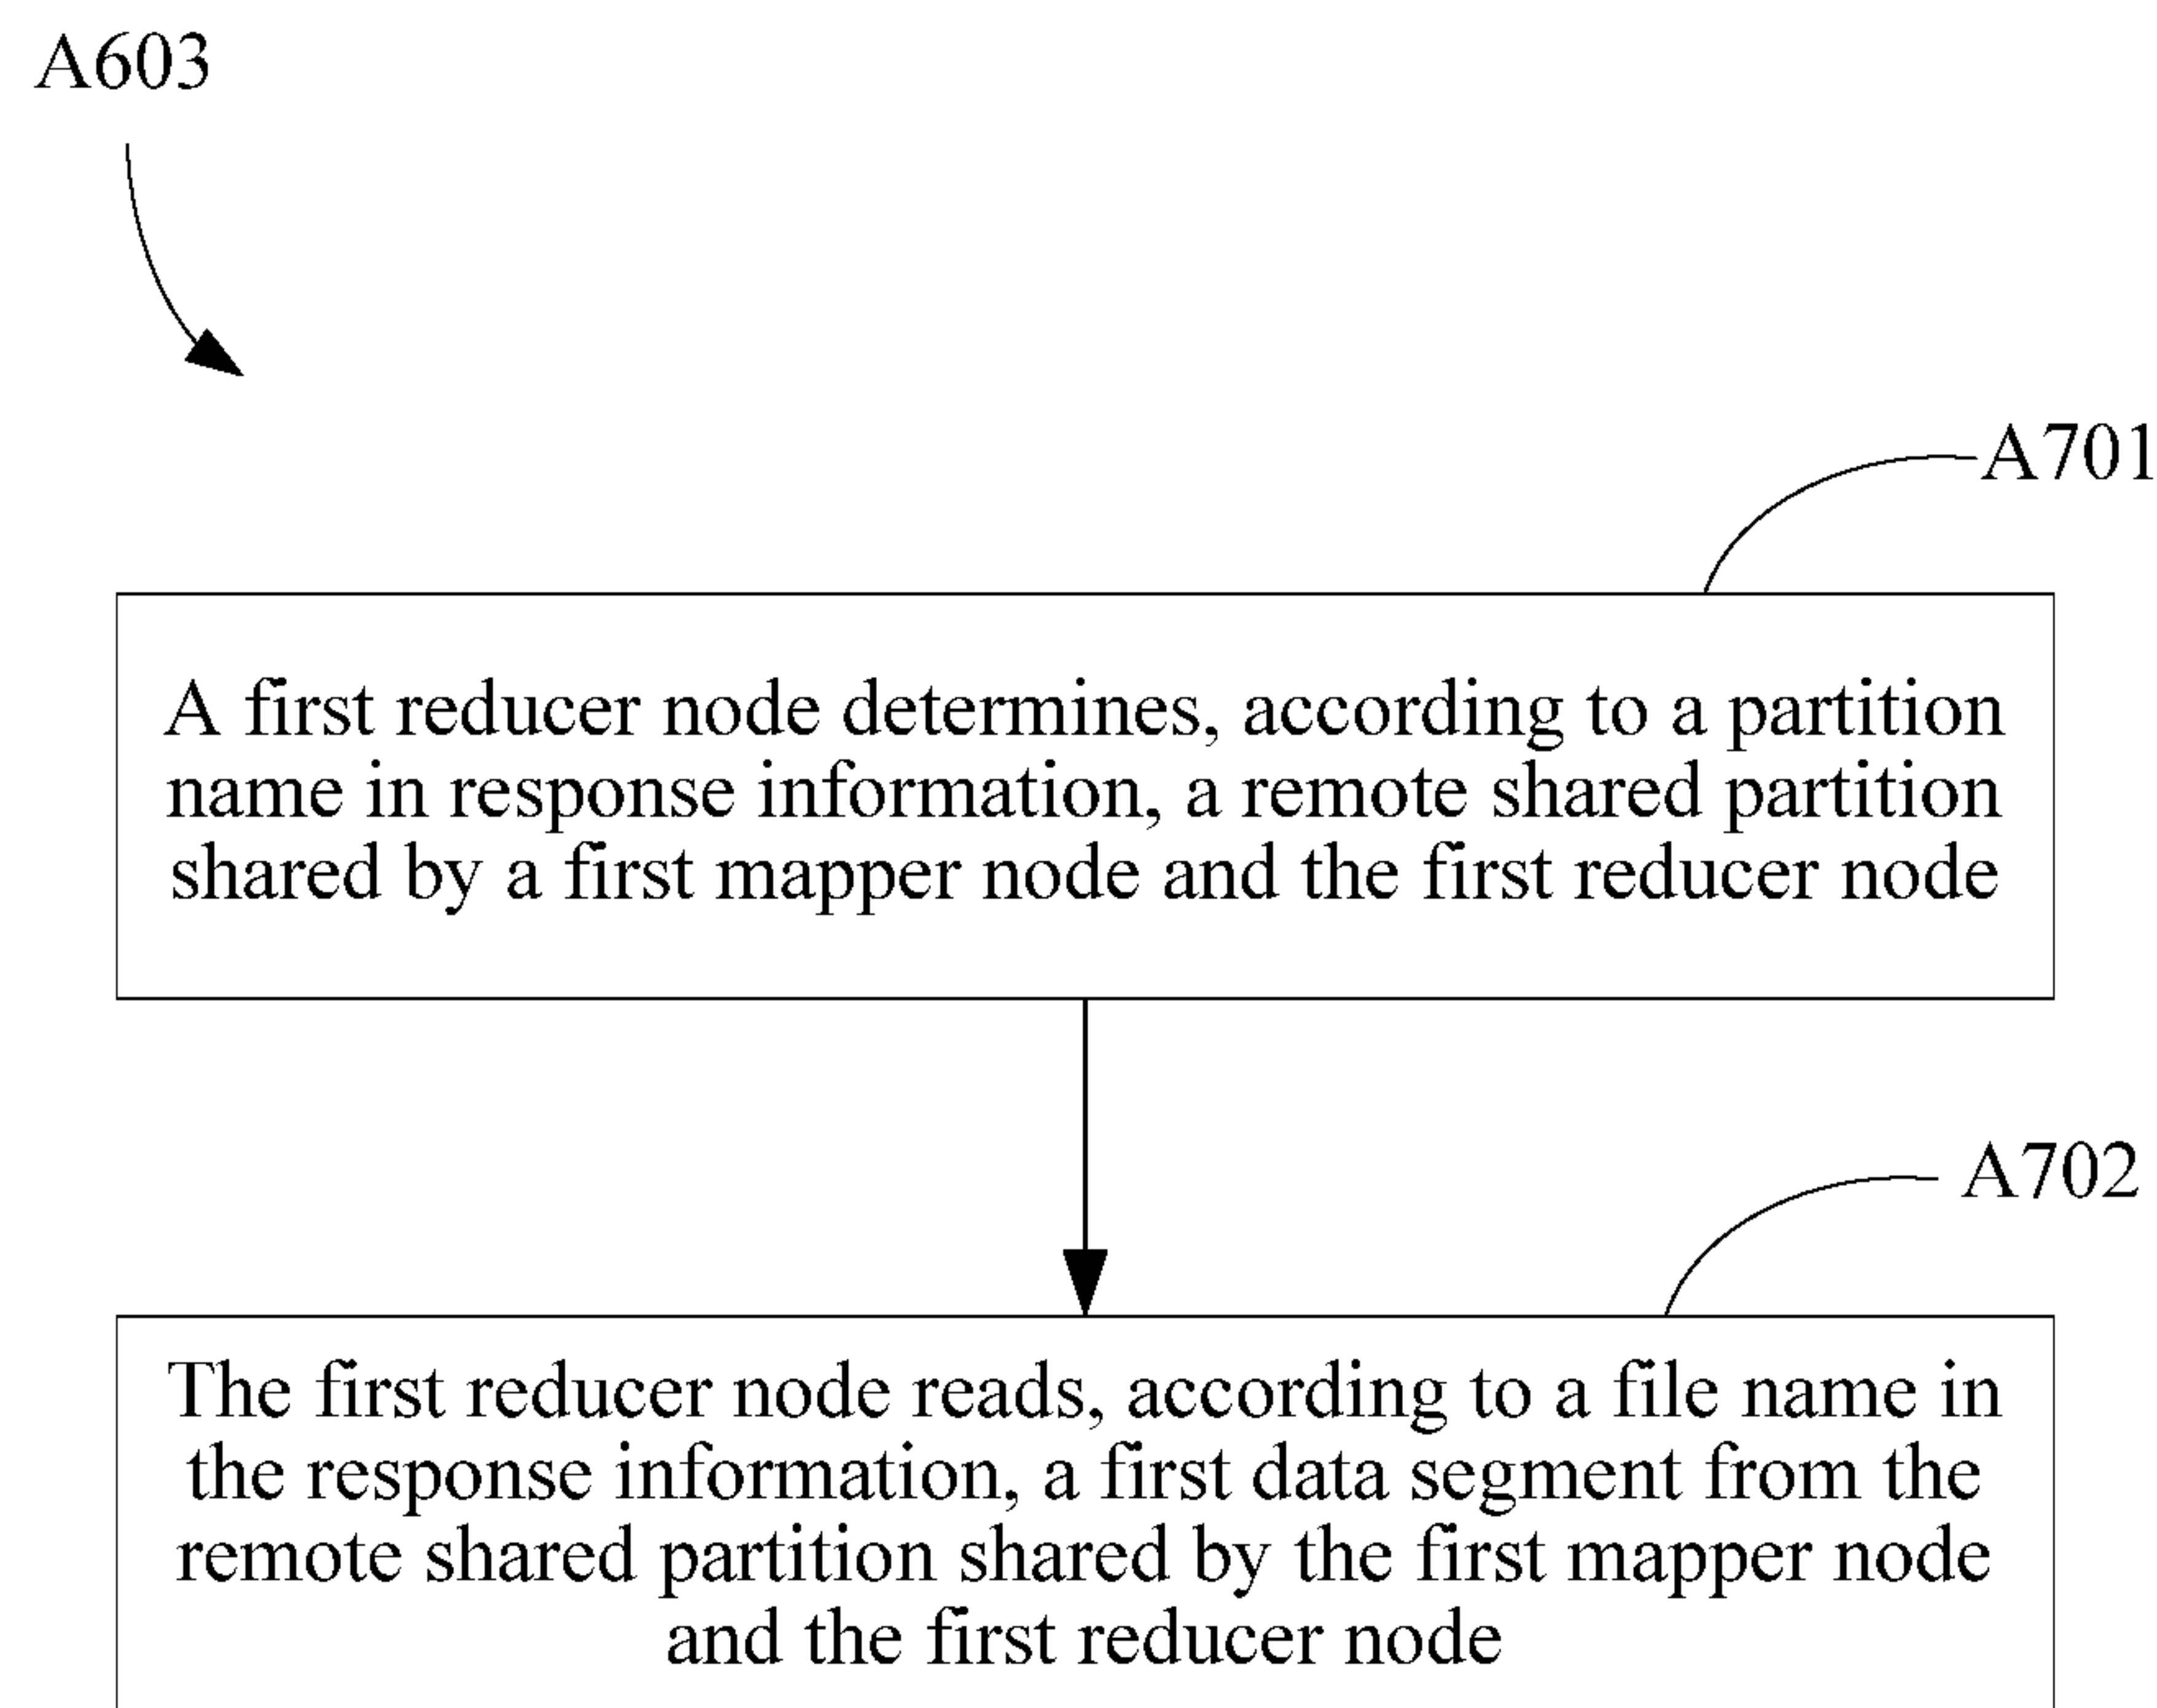 A603
A701
A first reducer node determines, according to a partition
name in response information, a remote shared partition
shared by a first mapper node and the first reducer node
A702
The first reducer node reads, according to a file name in
the response information, a first data segment from the
remote shared partition shared by the first mapper node
and the first reducer node